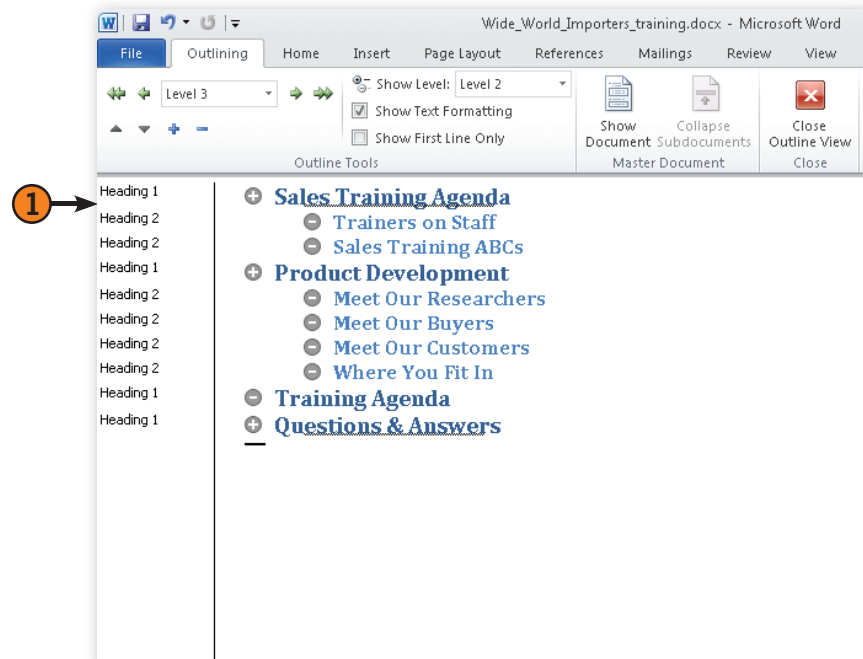 Wide_World_Importers_training.docx - Microsoft Word
File Outlining Home Insert Page Layout References Mailings Review View
Level 3
Show Level: Level 2
Show Text Formatting
Show First Line Only
Outline Tools
Show Document
Collapse Subdocuments
Master Document
Close Outline View
Close
1
Heading 1 Sales Training Agenda
Heading 2 Trainers on Staff
Heading 2 Sales Training ABCs
Heading 1 Product Development
Heading 2 Meet Our Researchers
Heading 2 Meet Our Buyers
Heading 2 Meet Our Customers
Heading 2 Where You Fit In
Heading 1 Training Agenda
Heading 1 Questions & Answers